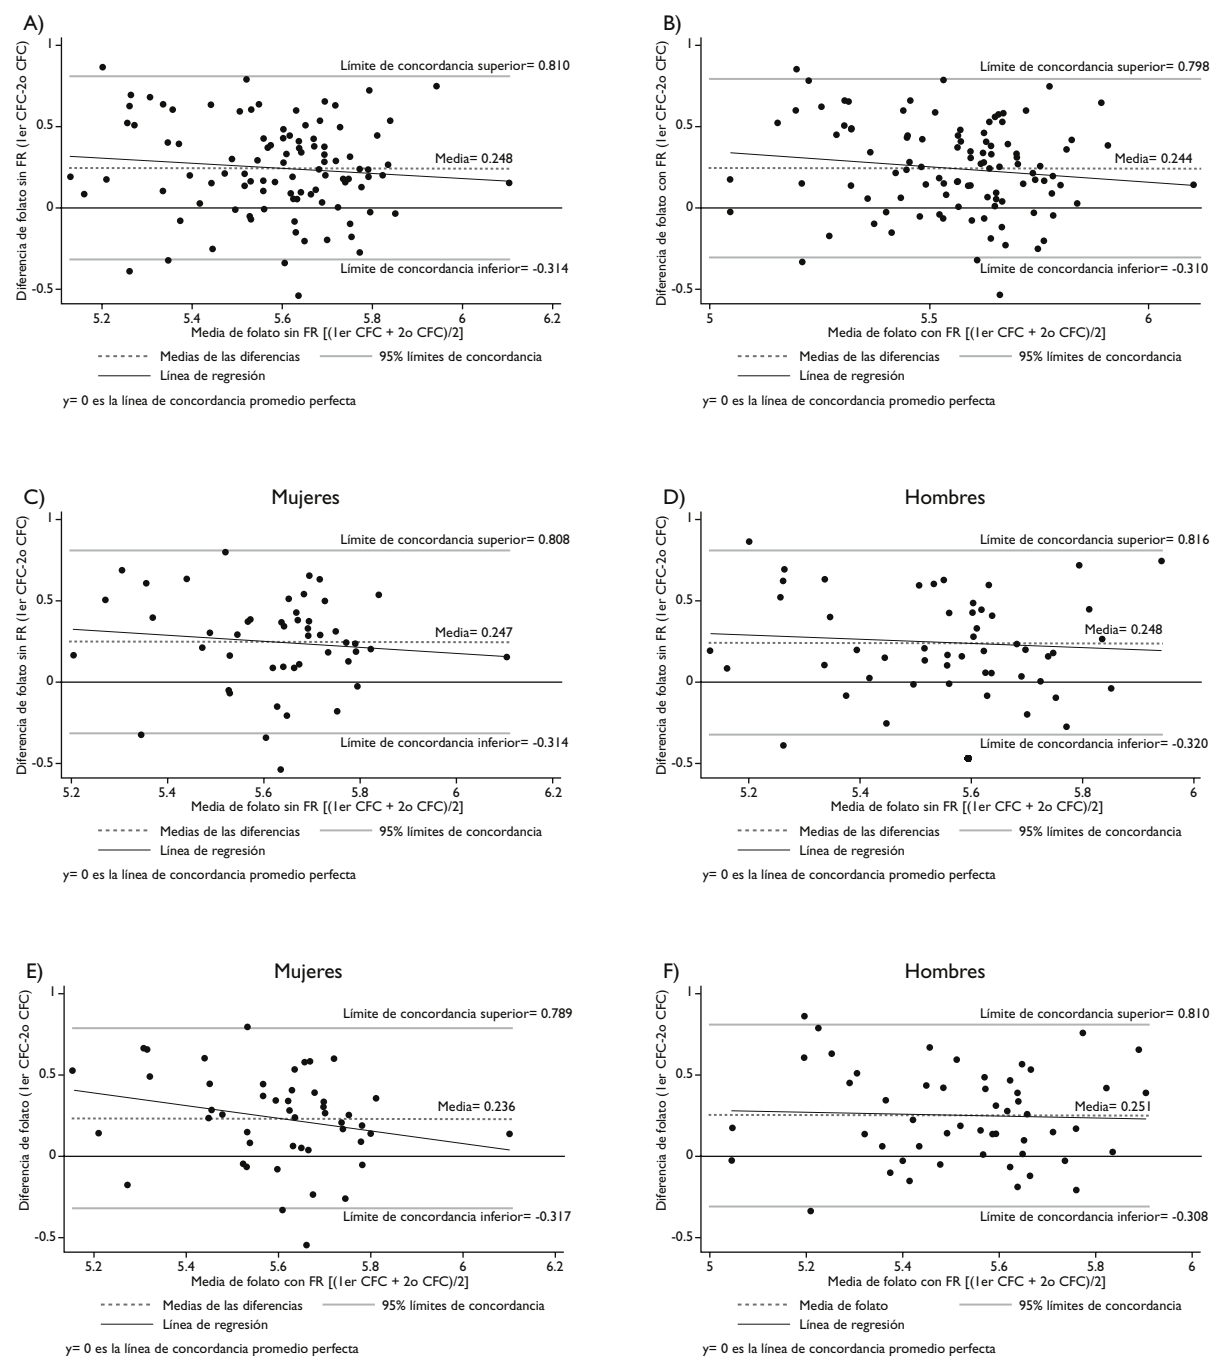 A)
Diferencia de folato sin FR (1er CFC-2o CFC)
1
0.5
0
-0.5
Límite de concordancia superior= 0.810
Media= 0.248
Límite de concordancia inferior= -0.314
5.2 5.4 5.6 5.8 6 6.2
Media de folato sin FR [(1er CFC + 2o CFC)/2]
Medias de las diferencias 95% límites de concordancia
Línea de regresión
y= 0 es la línea de concordancia promedio perfecta
B)
Diferencia de folato con FR (1er CFC-2o CFC)
1
0.5
0
-0.5
Límite de concordancia superior= 0.798
Media= 0.244
Límite de concordancia inferior= -0.310
5 5.5 6
Media de folato con FR [(1er CFC + 2o CFC)/2]
Medias de las diferencias 95% límites de concordancia
Línea de regresión
y= 0 es la línea de concordancia promedio perfecta
C) Mujeres
Diferencia de folato sin FR (1er CFC-2o CFC)
1
0.5
0
-0.5
Límite de concordancia superior= 0.808
Media= 0.247
Límite de concordancia inferior= -0.314
5.2 5.4 5.6 5.8 6 6.2
Media de folato sin FR [(1er CFC + 2o CFC)/2]
Medias de las diferencias 95% límites de concordancia
Línea de regresión
y= 0 es la línea de concordancia promedio perfecta
D) Hombres
Diferencia de folato sin FR (1er CFC-2o CFC)
1
0.5
0
-0.5
Límite de concordancia superior= 0.816
Media= 0.248
Límite de concordancia inferior= -0.320
5.2 5.4 5.6 5.8 6
Media de folato sin FR [(1er CFC + 2o CFC)/2]
Medias de las diferencias 95% límites de concordancia
Línea de regresión
y= 0 es la línea de concordancia promedio perfecta
E) Mujeres
Diferencia de folato (1er CFC-2o CFC)
1
0.5
0
-0.5
Límite de concordancia superior= 0.789
Media= 0.236
Límite de concordancia inferior= -0.317
5.2 5.4 5.6 5.8 6 6.2
Media de folato con FR [(1er CFC + 2o CFC)/2]
Medias de las diferencias 95% límites de concordancia
Línea de regresión
y= 0 es la línea de concordancia promedio perfecta
F) Hombres
Diferencia de folato (1er CFC-2o CFC)
1
0.5
0
-0.5
Límite de concordancia superior= 0.810
Media= 0.251
Límite de concordancia inferior= -0.308
5 5.4 5.6 5.8 6
Media de folato con FR [(1er CFC + 2o CFC)/2]
Media de folato 95% límites de concordancia
Línea de regresión
y= 0 es la línea de concordancia promedio perfecta